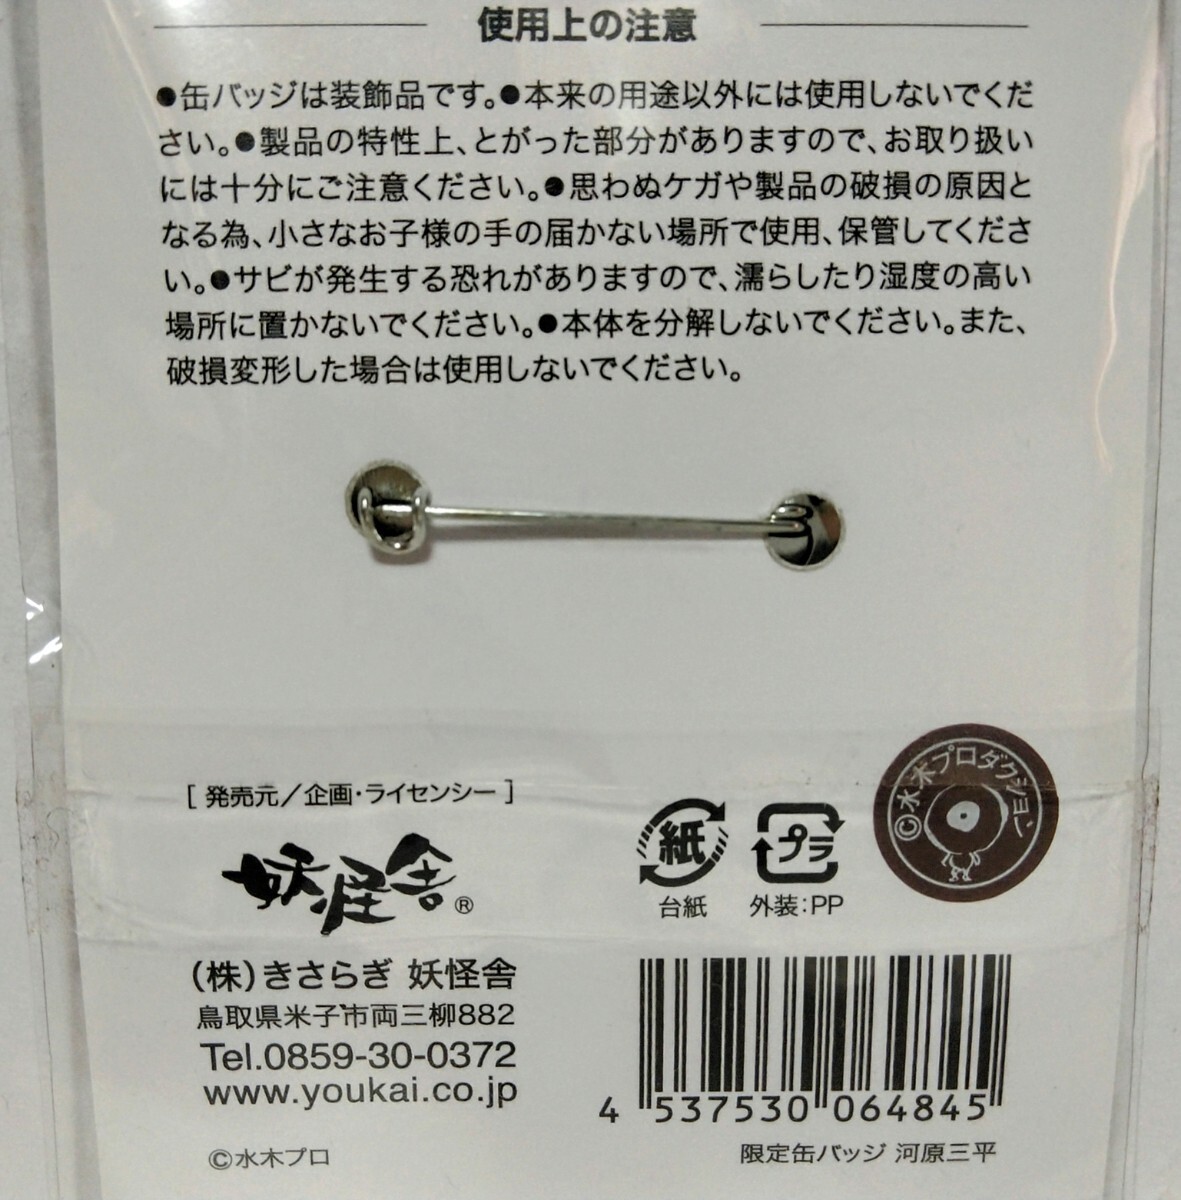 使用上の注意
●缶バッジは装飾品です。●本来の用途以外には使用しないでくだ
さい。●製品の特性上、とがった部分がありますので、お取り扱い
には十分にご注意ください。●思わぬケガや製品の破損の原因と
なる為、小さなお子様の手の届かない場所で使用、保管してくださ
い。●サビが発生する恐れがありますので、濡らしたり湿度の高い
場所に置かないでください。●本体を分解しないでください。また、
破損変形した場合は使用しないでください。
[ 発売元／企画・ライセンシー ]
妖怪舎®
(株)きさらぎ 妖怪舎
鳥取県米子市両三柳882
Tel.0859-30-0372
www.youkai.co.jp
©水木プロ
紙
台紙
プラ
外装:PP
©水木プロダクション
4 537530 064845
限定缶バッジ 河原三平